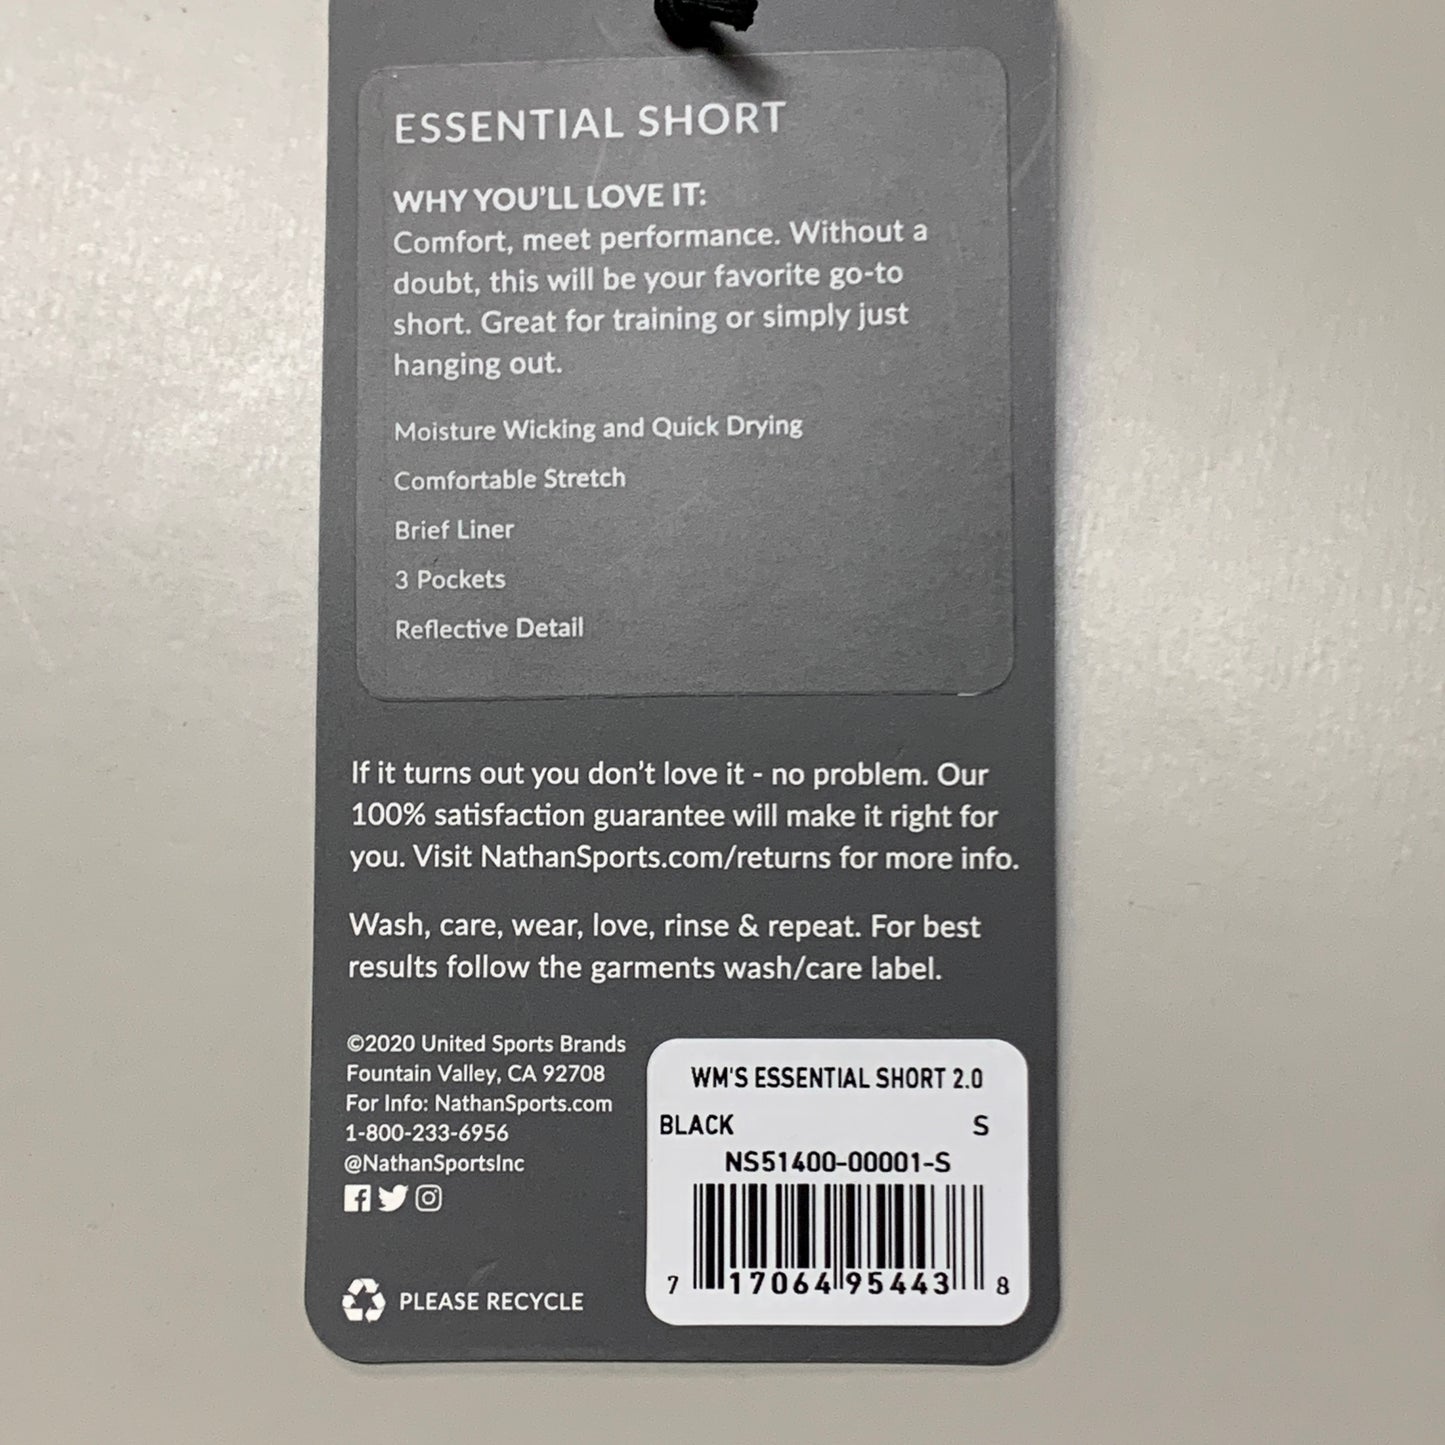 ESSENTIAL SHORT
WHY YOU'LL LOVE IT:
Comfort, meet performance. Without a
doubt, this will be your favorite go-to
short. Great for training or simply just
hanging out.
Moisture Wicking and Quick Drying
Comfortable Stretch
Brief Liner
3 Pockets
Reflective Detail
If it turns out you don't love it - no problem. Our
100% satisfaction guarantee will make it right for
you. Visit NathanSports.com/returns for more info.
Wash, care, wear, love, rinse & repeat. For best
results follow the garments wash/care label.
©2020 United Sports Brands
Fountain Valley, CA 92708
For Info: NathanSports.com
1-800-233-6956
@NathanSportsInc
PLEASE RECYCLE
WM'S ESSENTIAL SHORT 2.0
BLACK S
NS51400-00001-S
7 17064 95443 8